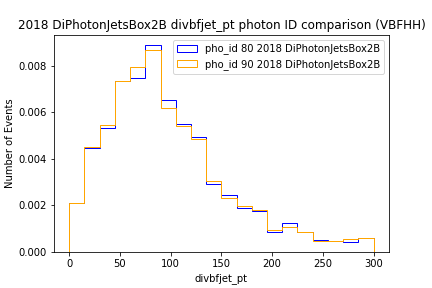 2018 DiPhotonJetsBox2B divbfjet_pt photon ID comparison (VBFHH)
pho_id 80 2018 DiPhotonJetsBox2B
pho_id 90 2018 DiPhotonJetsBox2B
Number of Events
0.008
0.006
0.004
0.002
0.000
0 50 100 150 200 250 300
divbfjet_pt